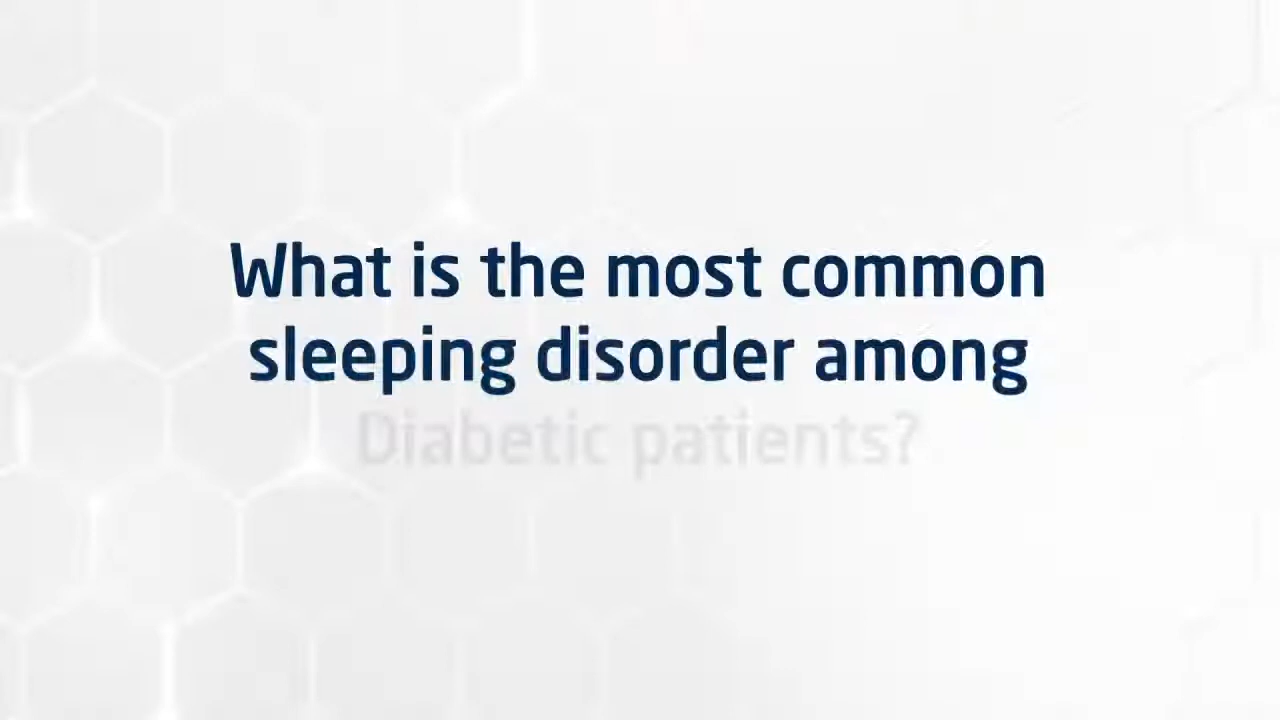 What is the most common
sleeping disorder among
Diabetic patients?